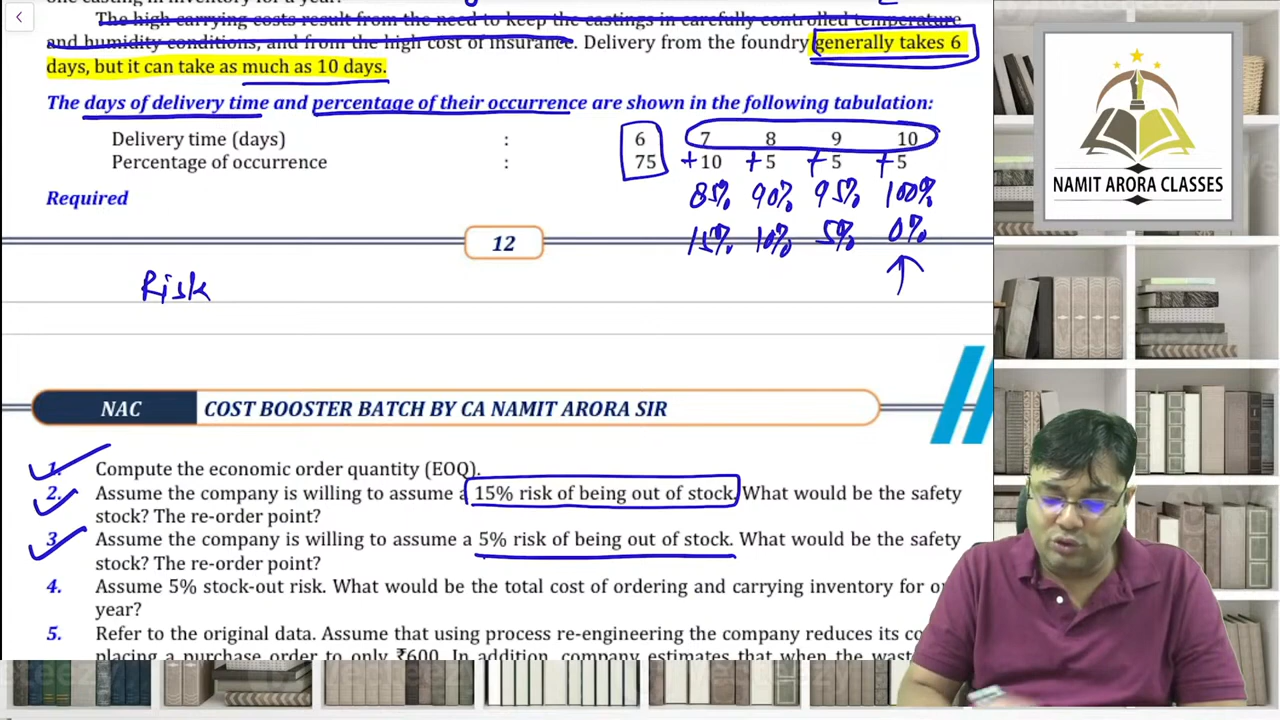 one casting in inventory for a year.
The high carrying costs result from the need to keep the castings in carefully controlled temperature
and humidity conditions, and from the high cost of insurance. Delivery from the foundry generally takes 6
days, but it can take as much as 10 days.
The days of delivery time and percentage of their occurrence are shown in the following tabulation:
Delivery time (days) : 6 7 8 9 10
Percentage of occurrence : 75 +10 +5 +5 +5
85% 90% 95% 100%
Required
15% 10% 5% 0%
12
Risk
NAMIT ARORA CLASSES
NAC COST BOOSTER BATCH BY CA NAMIT ARORA SIR
1. Compute the economic order quantity (EOQ).
2. Assume the company is willing to assume a 15% risk of being out of stock. What would be the safety
stock? The re-order point?
3. Assume the company is willing to assume a 5% risk of being out of stock. What would be the safety
stock? The re-order point?
4. Assume 5% stock-out risk. What would be the total cost of ordering and carrying inventory for
year?
5. Refer to the original data. Assume that using process re-engineering the company reduces its
placing a purchase order to only ₹600. In addition, company estimates that when the